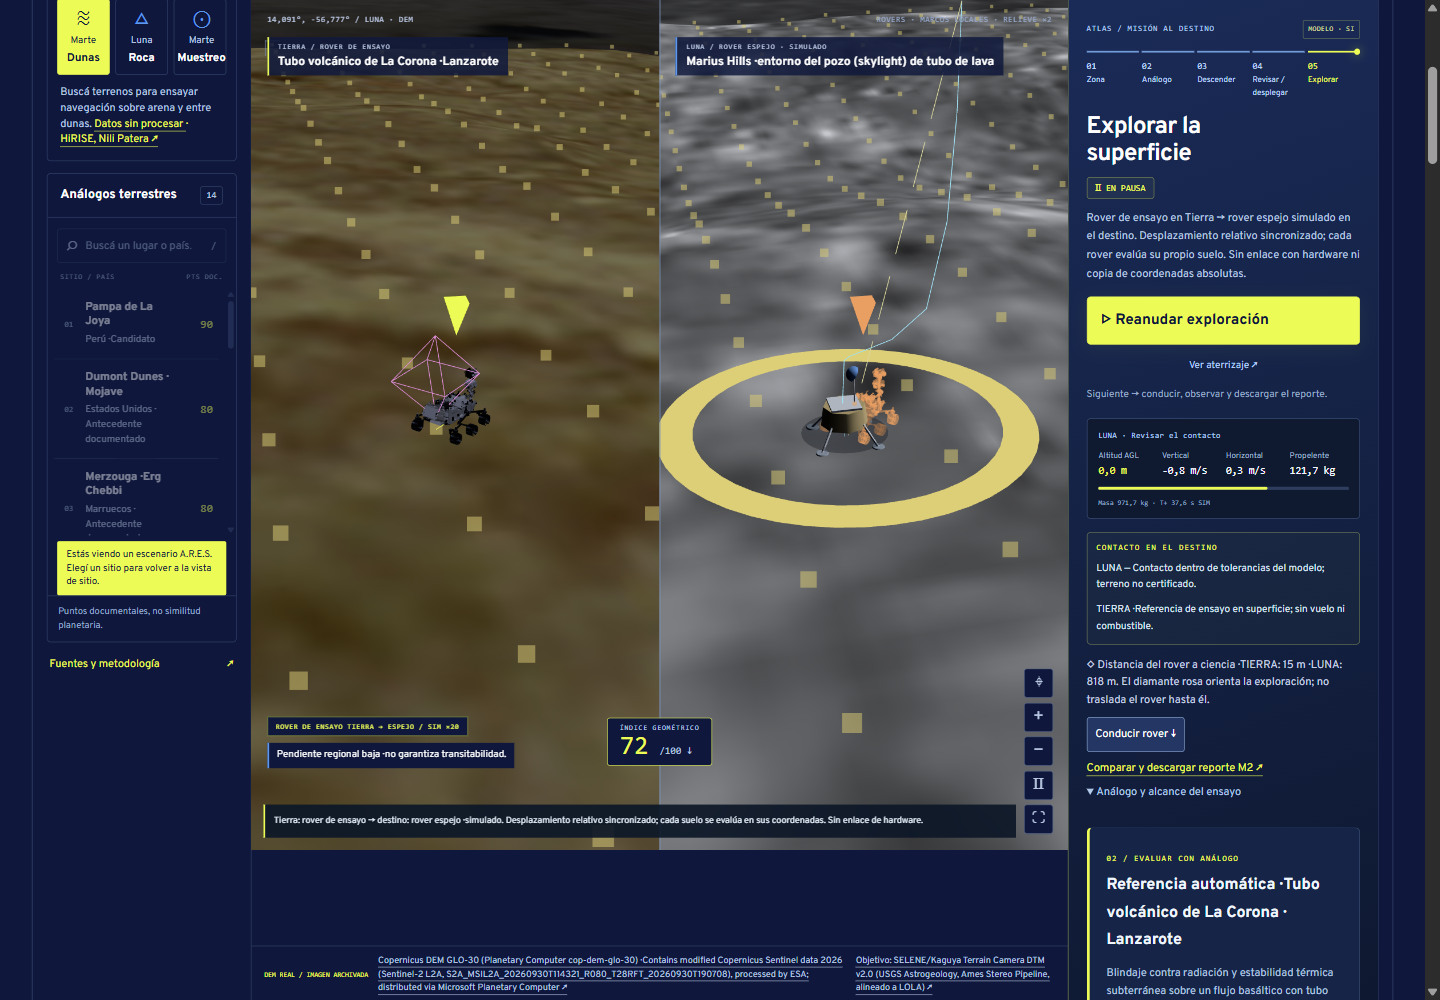 Marte
Dunas
Luna
Roca
Marte
Muestreo
Buscá terrenos para ensayar
navegación sobre arena y entre
dunas. Datos sin procesar ·
HiRISE, Nili Patera ↗
Análogos terrestres
14
Buscá un lugar o país.
/
SITIO / PAÍS
PTS DOC.
01
Pampa de La
Joya
Perú ·Candidato
90
02
Dumont Dunes ·
Mojave
Estados Unidos ·
Antecedente
documentado
80
03
Merzouga ·Erg
Chebbi
Marruecos ·
Antecedente
80
Estás viendo un escenario A.R.E.S.
Elegí un sitio para volver a la vista
de sitio.
Puntos documentales, no similitud
planetaria.
Fuentes y metodología ↗
14,091°, -56,777° / LUNA · DEM
ROVERS · MARCOS LOCALES · RELIEVE ×2
TIERRA / ROVER DE ENSAYO
Tubo volcánico de La Corona ·Lanzarote
LUNA / ROVER ESPEJO · SIMULADO
Marius Hills ·entorno del pozo (skylight) de tubo de lava
ROVER DE ENSAYO TIERRA → ESPEJO / SIM ×20
Pendiente regional baja ·no garantiza transitabilidad.
ÍNDICE GEOMÉTRICO
72 /100 ↓
Tierra: rover de ensayo → destino: rover espejo ·simulado. Desplazamiento relativo sincronizado; cada suelo se evalúa en sus coordenadas. Sin enlace de hardware.
DEM REAL / IMAGEN ARCHIVADA
Copernicus DEM GLO-30 (Planetary Computer cop-dem-glo-30) ·Contains modified Copernicus Sentinel data 2026
(Sentinel-2 L2A, S2A_MSIL2A_20260930T114321_R080_T28RFT_20260930T190708), processed by ESA;
distributed via Microsoft Planetary Computer ↗
Objetivo: SELENE/Kaguya Terrain Camera DTM
v2.0 (USGS Astrogeology, Ames Stereo Pipeline,
alineado a LOLA) ↗
ATLAS / MISIÓN AL DESTINO
MODELO · SI
01
Zona
02
Análogo
03
Descender
04
Revisar /
desplegar
05
Explorar
Explorar la
superficie
EN PAUSA
Rover de ensayo en Tierra → rover espejo simulado en
el destino. Desplazamiento relativo sincronizado; cada
rover evalúa su propio suelo. Sin enlace con hardware ni
copia de coordenadas absolutas.
Reanudar exploración
Ver aterrizaje ↗
Siguiente → conducir, observar y descargar el reporte.
LUNA · Revisar el contacto
Altitud AGL
0,0 m
Vertical
-0,8 m/s
Horizontal
0,3 m/s
Propelente
121,7 kg
Masa 971,7 kg · T+ 37,6 s SIM
CONTACTO EN EL DESTINO
LUNA — Contacto dentro de tolerancias del modelo;
terreno no certificado.
TIERRA ·Referencia de ensayo en superficie; sin vuelo ni
combustible.
◇ Distancia del rover a ciencia ·TIERRA: 15 m ·LUNA:
818 m. El diamante rosa orienta la exploración; no
traslada el rover hasta él.
Conducir rover ↓
Comparar y descargar reporte M2 ↗
▼ Análogo y alcance del ensayo
02 / EVALUAR CON ANÁLOGO
Referencia automática ·Tubo
volcánico de La Corona ·
Lanzarote
Blindaje contra radiación y estabilidad térmica
subterránea sobre un flujo basáltico con tubo